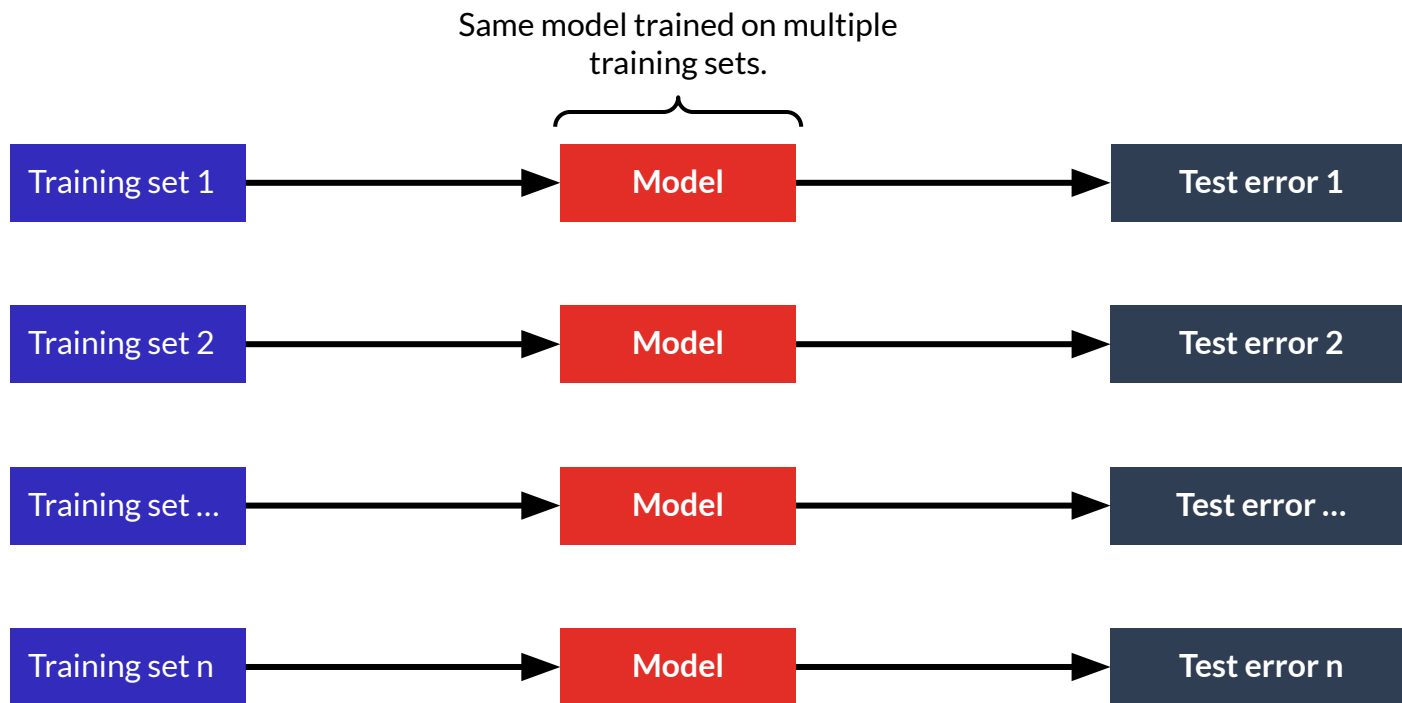 Same model trained on multiple
training sets.
Training set 1
Model
Test error 1
Training set 2
Model
Test error 2
Training set ...
Model
Test error ...
Training set n
Model
Test error n